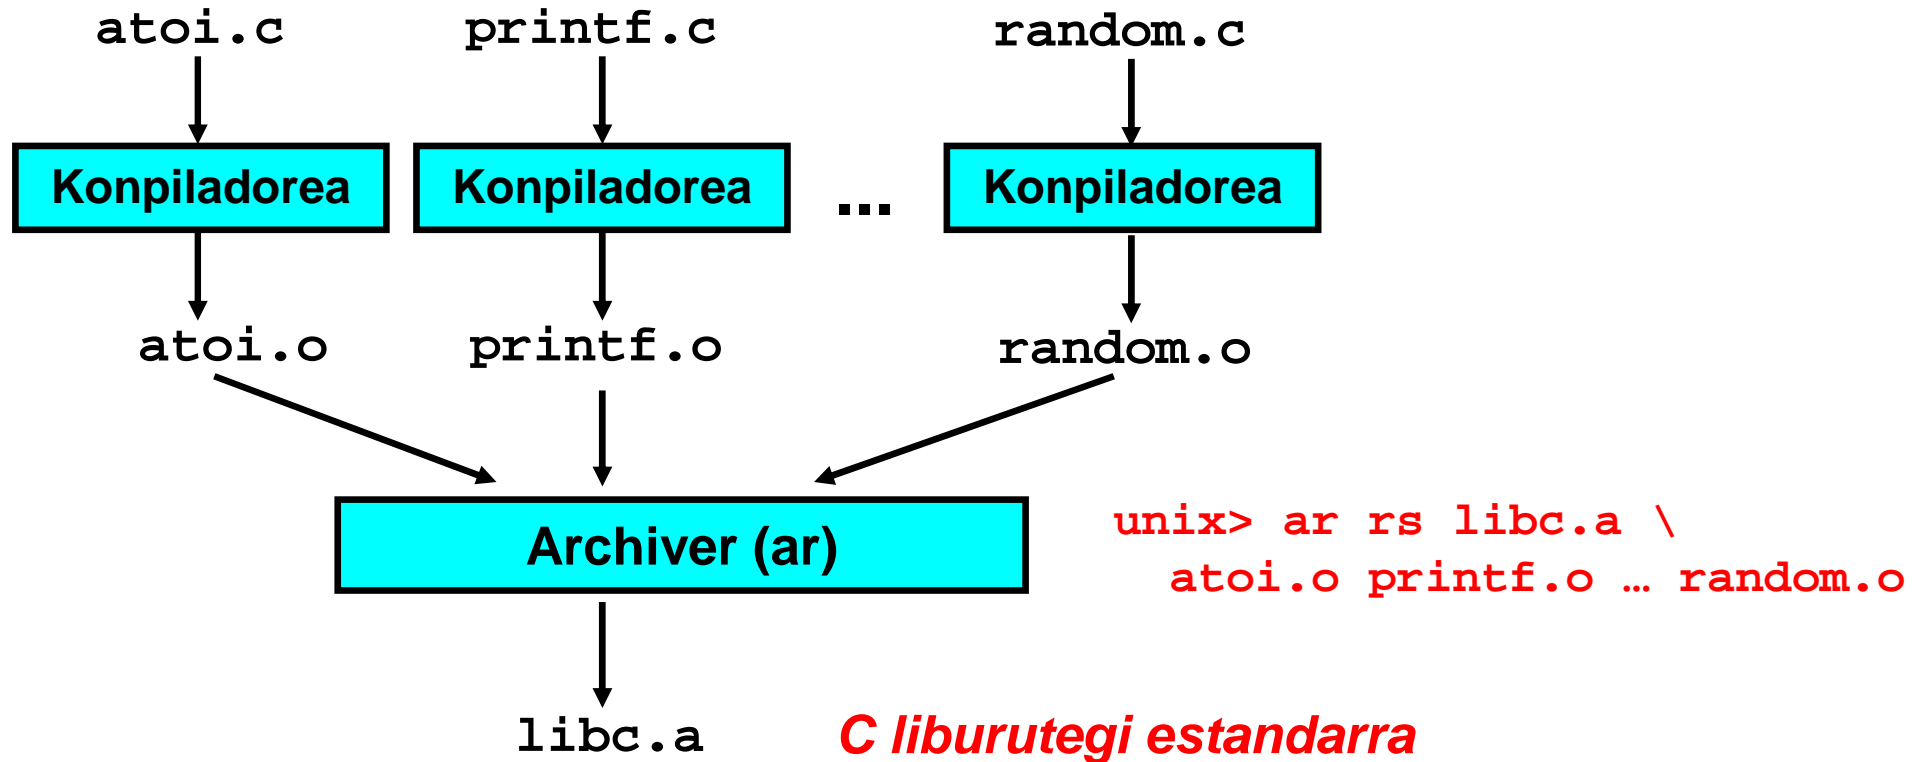 atoi.c printf.c random.c
Konpiladorea Konpiladorea ... Konpiladorea
atoi.o printf.o random.o
Archiver (ar)
unix> ar rs libc.a \
atoi.o printf.o … random.o
libc.a C liburutegi estandarra